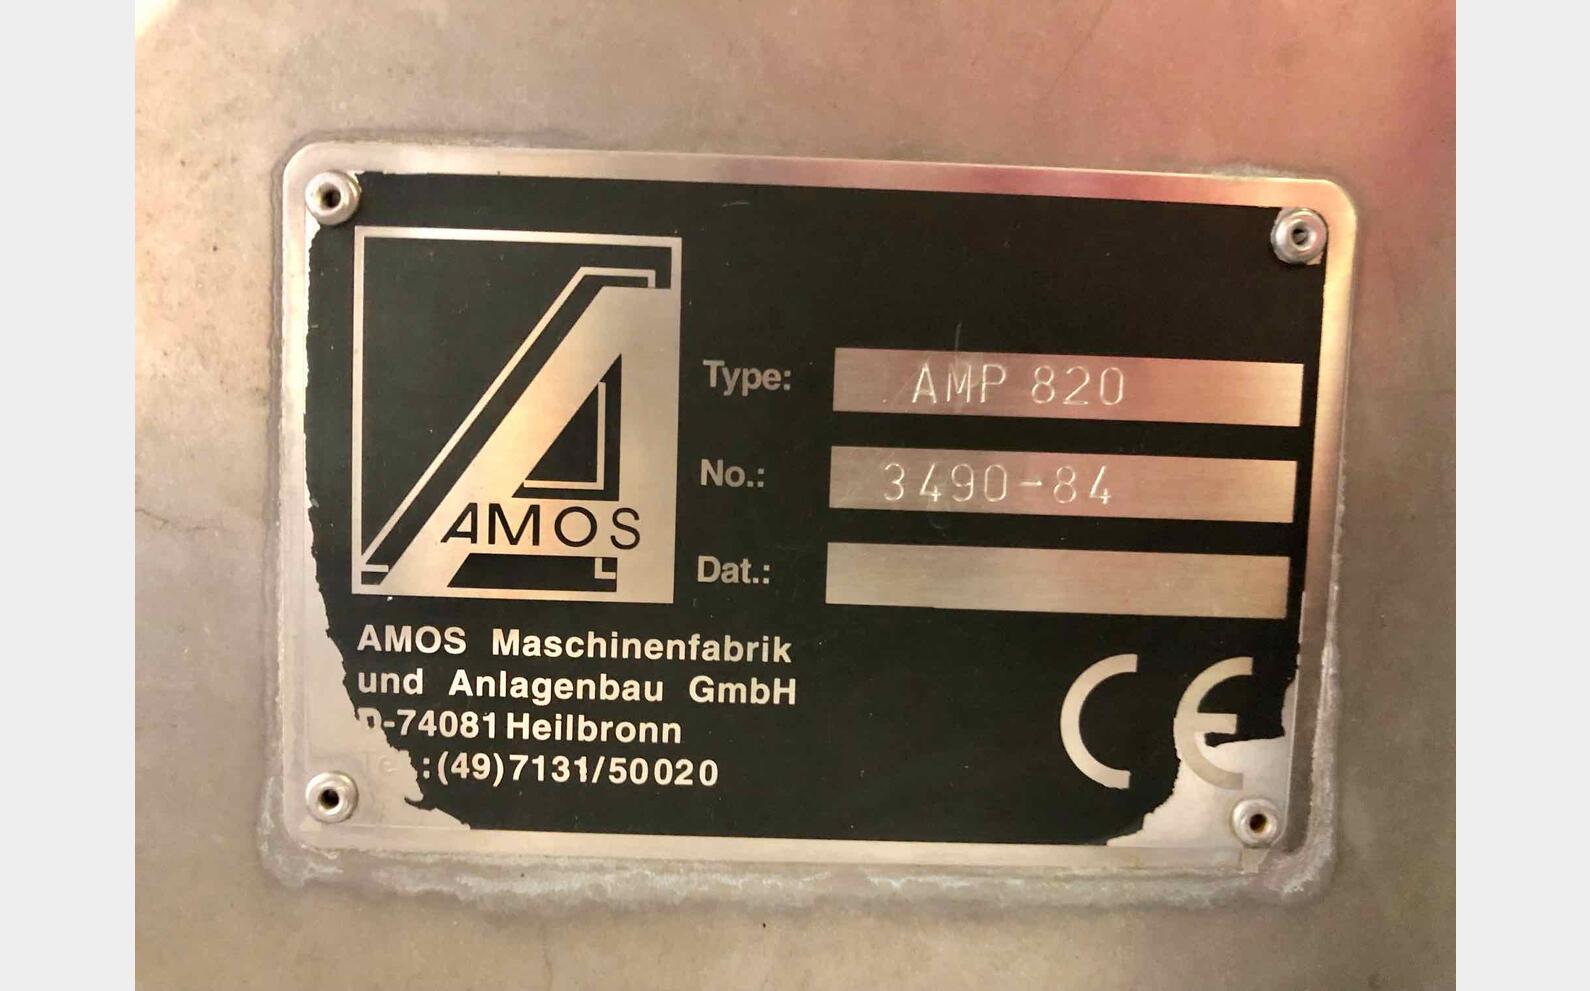 AMOS
Type: AMP 820
No.: 3490-84
Dat.:
AMOS Maschinenfabrik
und Anlagenbau GmbH
D-74081 Heilbronn
Tel.:(49)7131/50020
CE